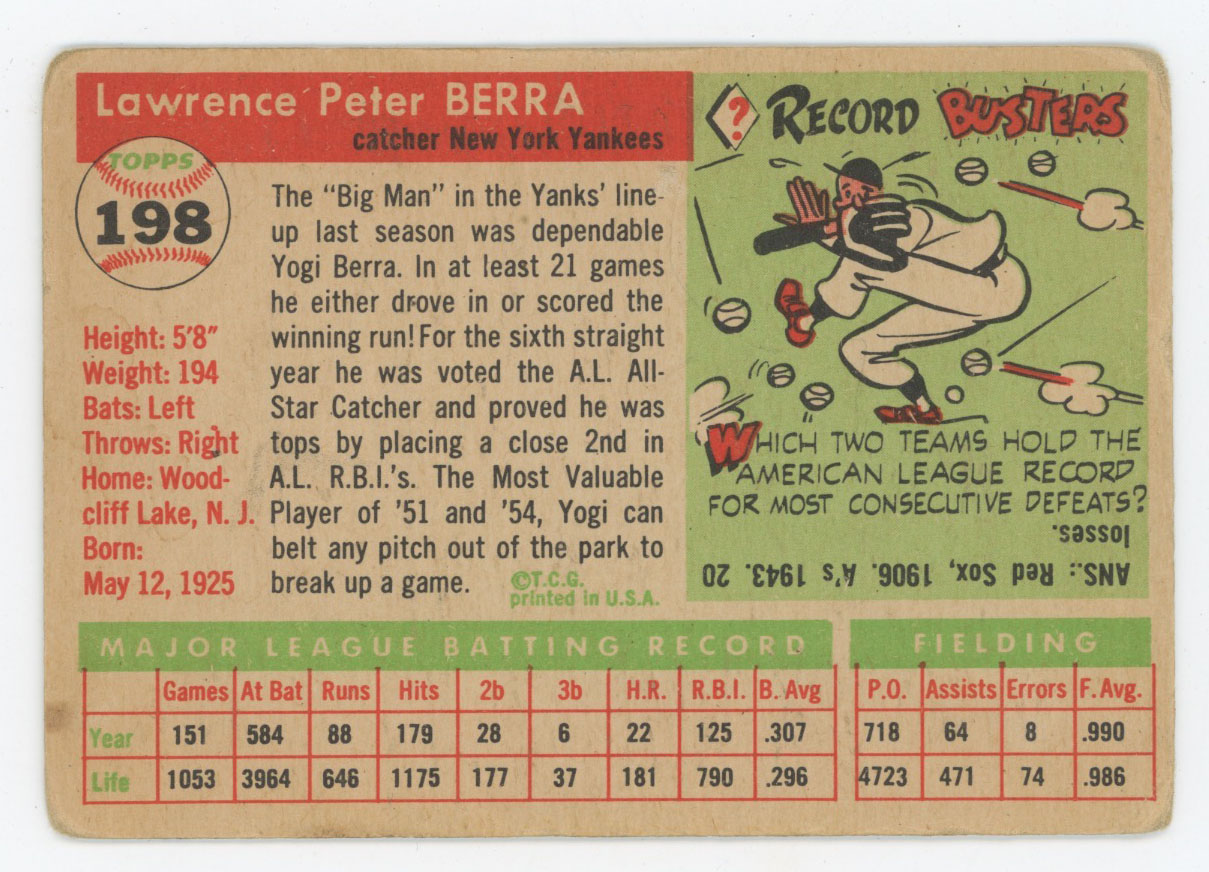 Lawrence Peter BERRA
catcher New York Yankees
TOPPS
198
Height: 5'8"
Weight: 194
Bats: Left
Throws: Right
Home: Wood-
cliff Lake, N. J.
Born:
May 12, 1925
The "Big Man" in the Yanks' line-
up last season was dependable
Yogi Berra. In at least 21 games
he either drove in or scored the
winning run! For the sixth straight
year he was voted the A.L. All-
Star Catcher and proved he was
tops by placing a close 2nd in
A.L. R.B.I.'s. The Most Valuable
Player of '51 and '54, Yogi can
belt any pitch out of the park to
break up a game.
©T.C.G.
printed in U.S.A.
? RECORD BUSTERS
WHICH TWO TEAMS HOLD THE
AMERICAN LEAGUE RECORD
FOR MOST CONSECUTIVE DEFEATS?
ANS.: Red Sox, 1906. A's 1943. 20
losses.
MAJOR LEAGUE BATTING RECORD
Games At Bat Runs Hits 2b 3b H.R. R.B.I. B. Avg
Year 151 584 88 179 28 6 22 125 .307
Life 1053 3964 646 1175 177 37 181 790 .296
FIELDING
P.O. Assists Errors F. Avg.
718 64 8 .990
4723 471 74 .986